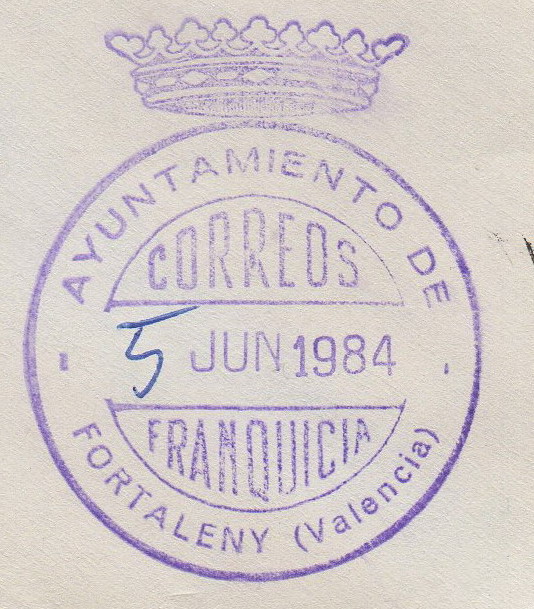 AYUNTAMIENTO DE
CORREOS
5 JUN 1984
FRANQUICIA
FORTALENY (Valencia)